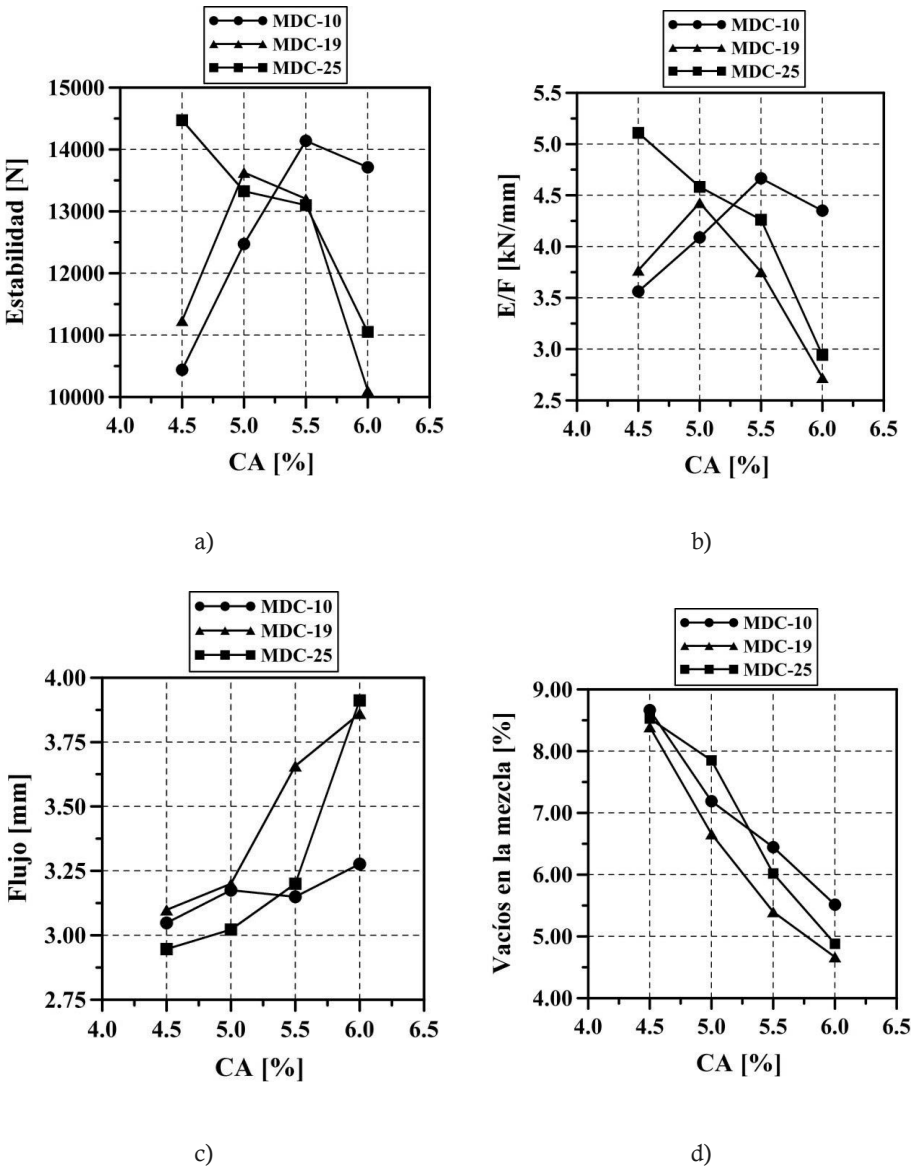 MDC-10
MDC-19
MDC-25
15000
14000
13000
12000
11000
10000
Estabilidad [N]
4.0 4.5 5.0 5.5 6.0 6.5
CA [%]
a)
MDC-10
MDC-19
MDC-25
5.5
5.0
4.5
4.0
3.5
3.0
2.5
E/F [kN/mm]
4.0 4.5 5.0 5.5 6.0 6.5
CA [%]
b)
MDC-10
MDC-19
MDC-25
4.00
3.75
3.50
3.25
3.00
2.75
Flujo [mm]
4.0 4.5 5.0 5.5 6.0 6.5
CA [%]
c)
MDC-10
MDC-19
MDC-25
9.00
8.00
7.00
6.00
5.00
4.00
Vacíos en la mezcla [%]
4.0 4.5 5.0 5.5 6.0 6.5
CA [%]
d)